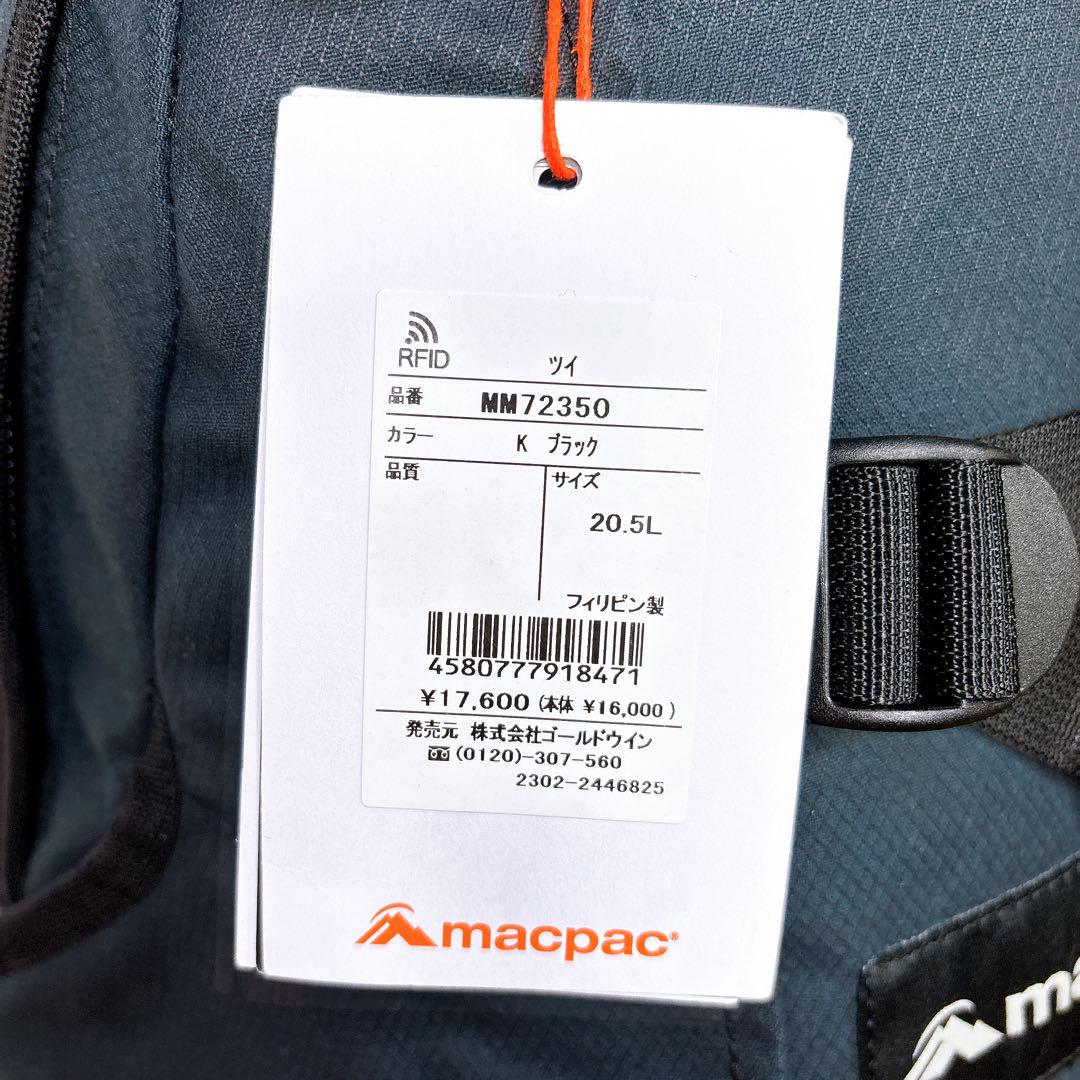 RFID
ツイ
品番 MM72350
カラー K ブラック
品質
サイズ
20.5L
フィリピン製
4580777918471
¥17,600 (本体 ¥16,000)
発売元 株式会社ゴールドウイン
(0120)-307-560
2302-2446825
macpac®
ma